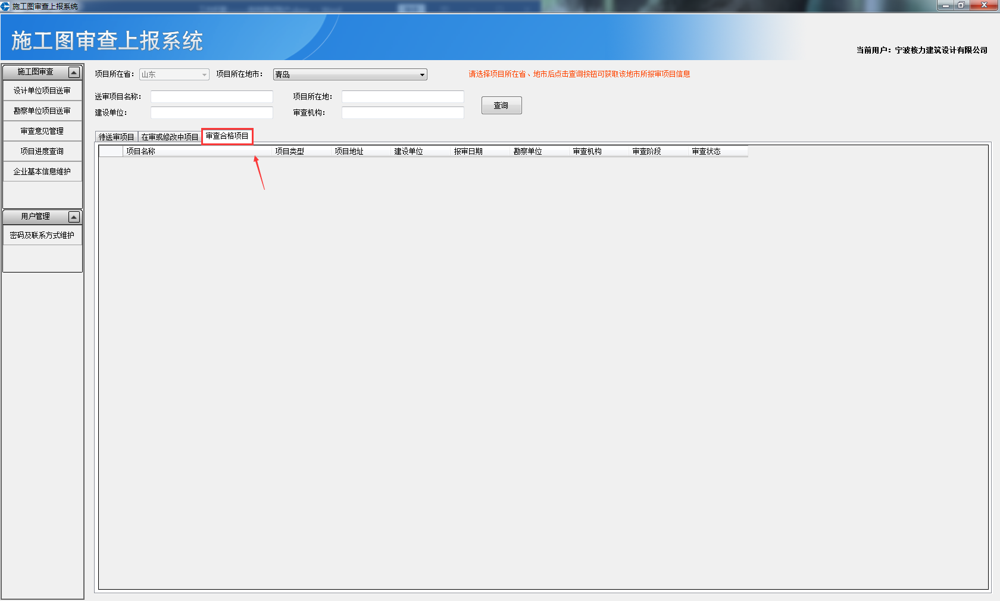 施工图审查上报系统
施工图审查上报系统
当前用户：宁波核力建筑设计有限公司
施工图审查
设计单位项目送审
勘察单位项目送审
审查意见管理
项目进度查询
企业基本信息维护
用户管理
密码及联系方式维护
项目所在省： 山东 项目所在地市： 青岛 请选择项目所在省、地市后点击查询按钮可获取该地市所报审项目信息
送审项目名称： 项目所在地：
建设单位： 审查机构： 查询
待送审项目 在审或修改中项目 审查合格项目
项目名称 项目类型 项目地址 建设单位 报审日期 勘察单位 审查机构 审查阶段 审查状态